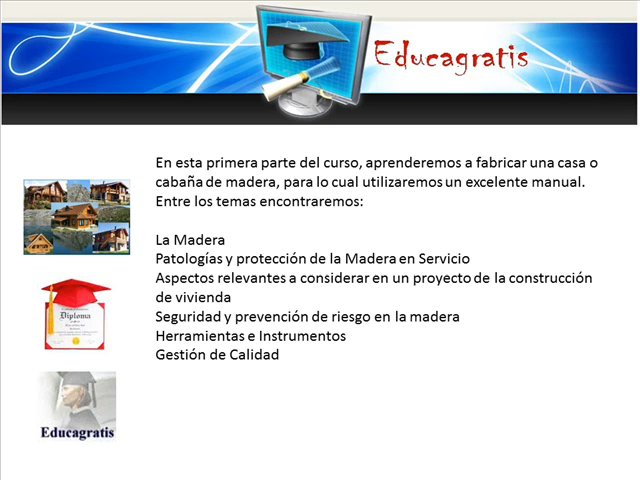 Educagratis
En esta primera parte del curso, aprenderemos a fabricar una casa o
cabaña de madera, para lo cual utilizaremos un excelente manual.
Entre los temas encontraremos:
La Madera
Patologías y protección de la Madera en Servicio
Aspectos relevantes a considerar en un proyecto de la construcción
de vivienda
Seguridad y prevención de riesgo en la madera
Herramientas e Instrumentos
Gestión de Calidad
Diploma
Educagratis